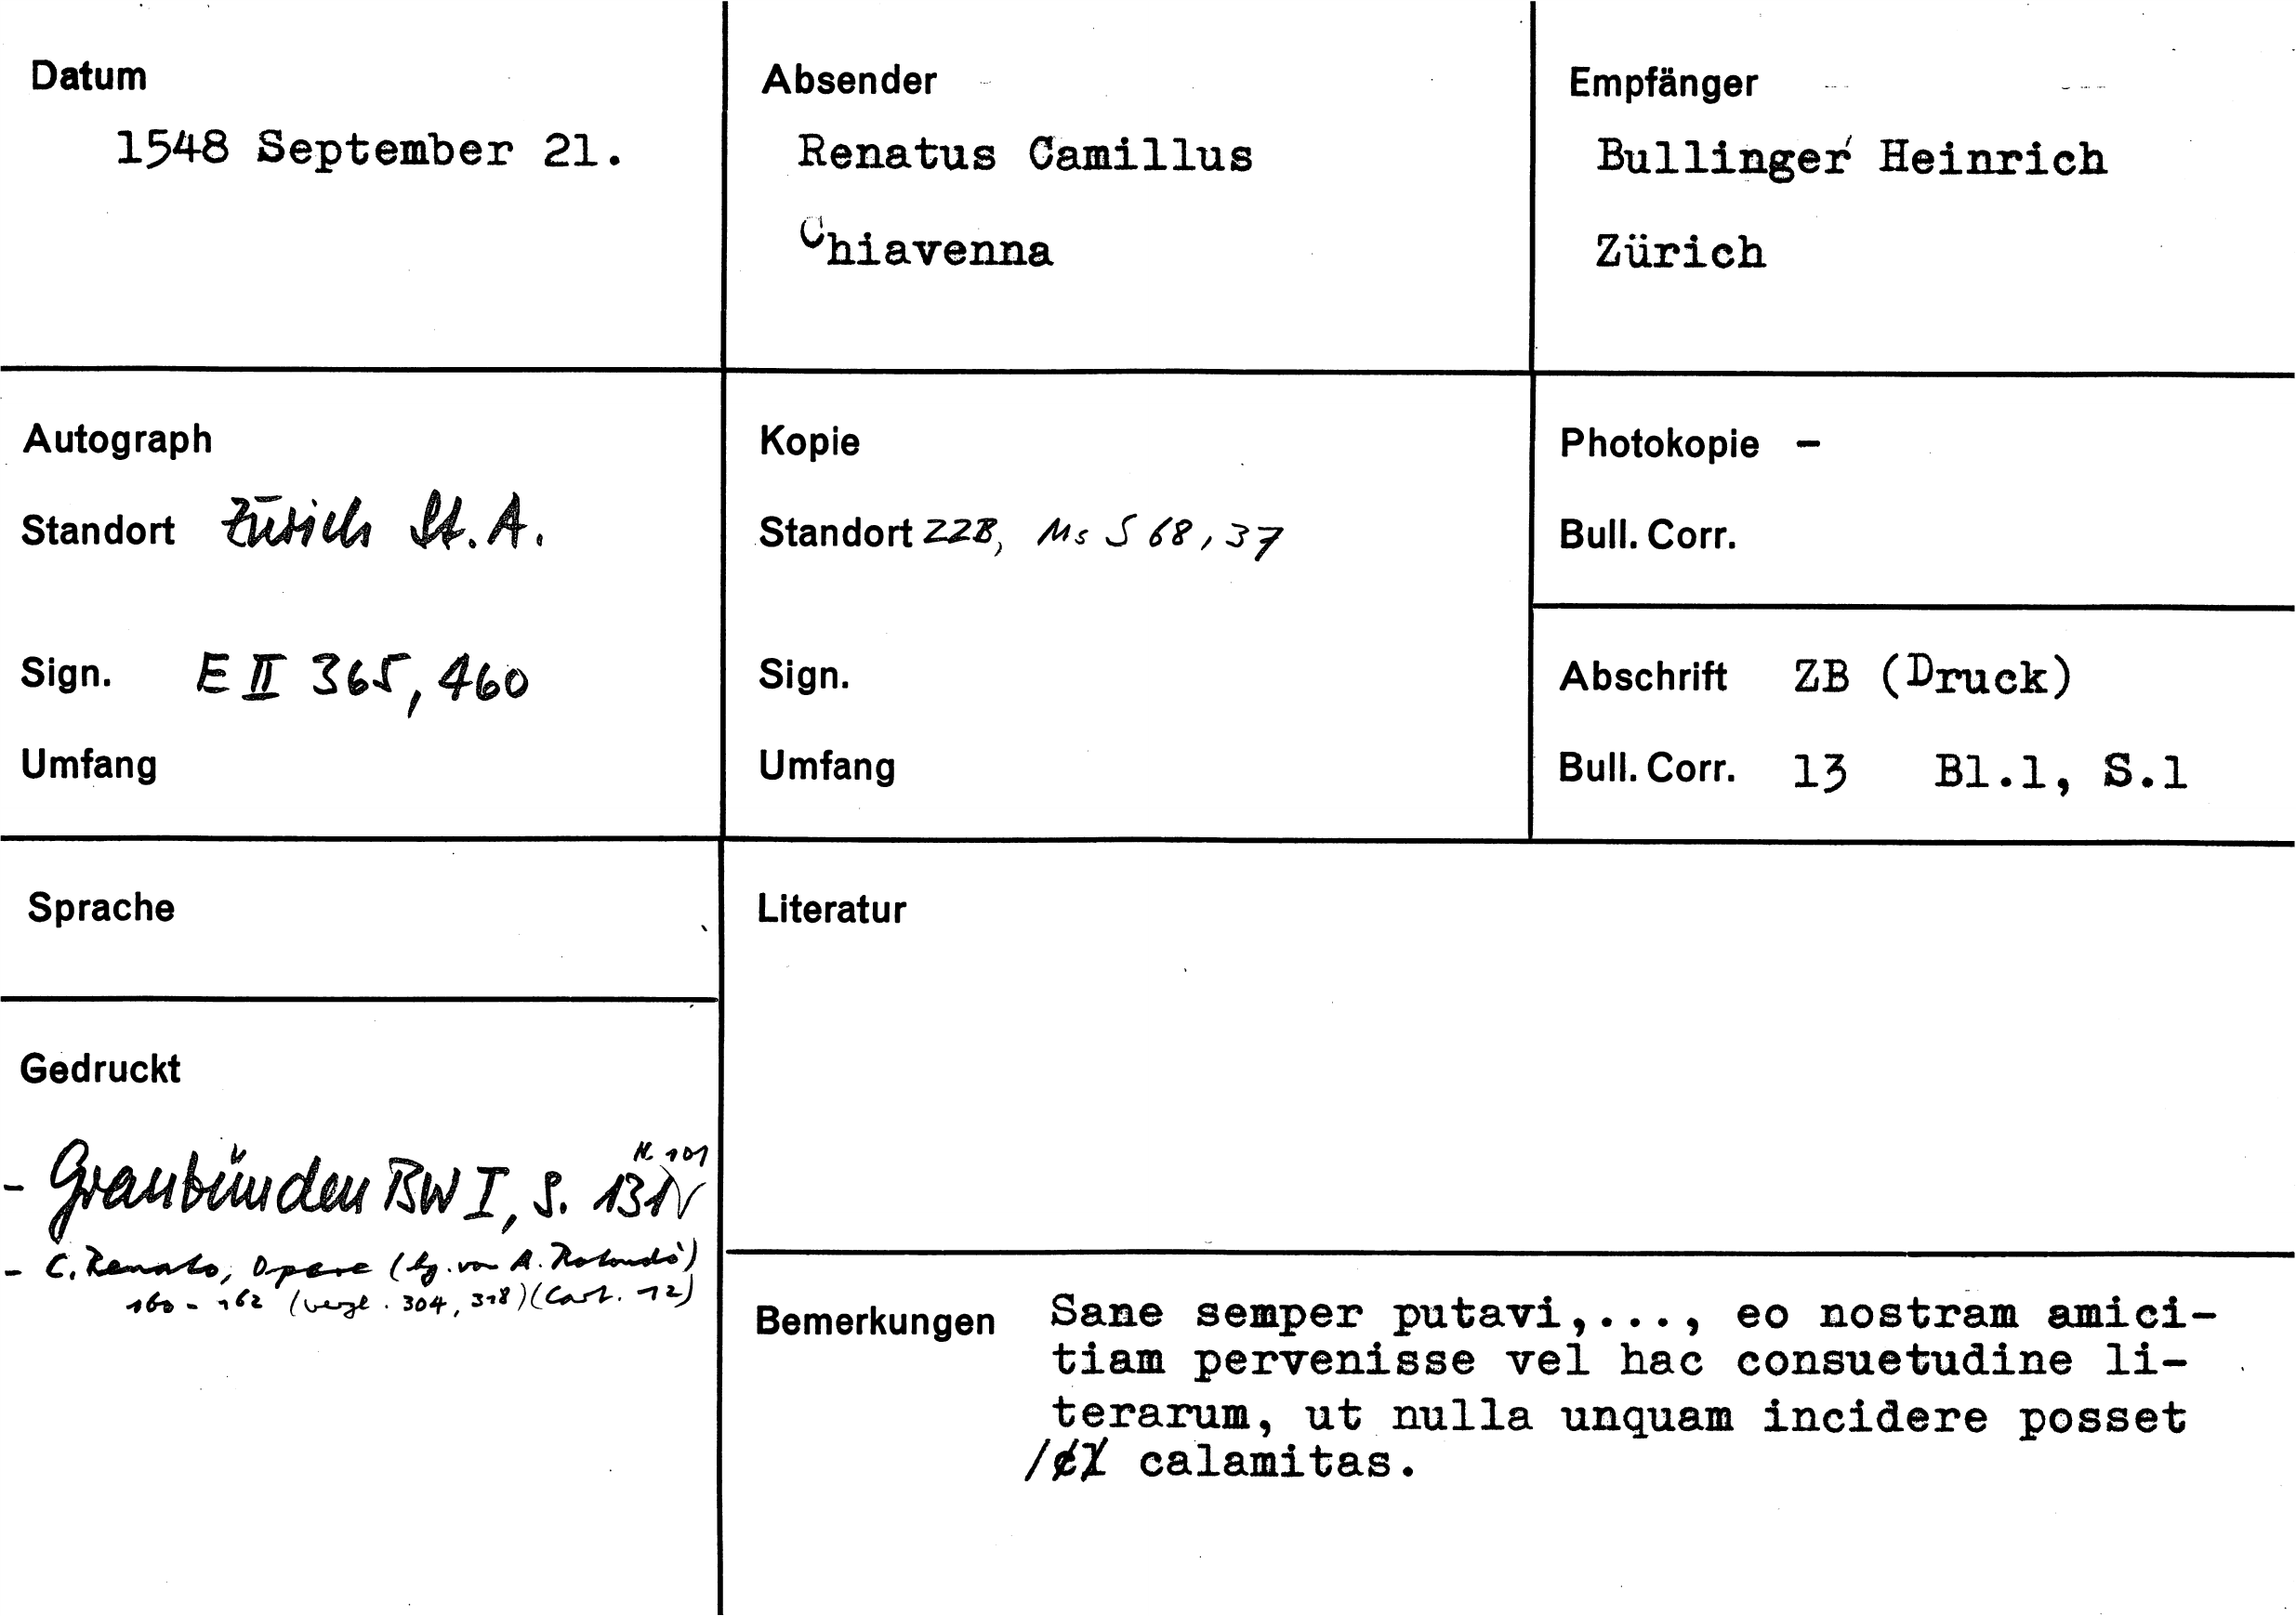 Datum
1548 September 21.
Absender
Renatus Camillus
Chiavenna
Empfänger
Bullinger Heinrich
Zürich
Autograph
Standort Zürich St. A.
Sign. E II 365, 460
Umfang
Kopie
Standort ZZB, Ms S 68, 37
Sign.
Umfang
Photokopie -
Bull. Corr.
Abschrift ZB (Druck)
Bull. Corr. 13 Bl.1, S.1
Sprache
Gedruckt
N. 101
- Graubünden BW I, S. 131
- C. Renato, Opere (hg. von A. Rotondò)
160-162 (vergl. 304, 318) (Cart. 12)
Literatur
Bemerkungen Sane semper putavi,..., eo nostram amici-
tiam pervenisse vel hac consuetudine li-
terarum, ut nulla unquam incidere posset
calamitas.